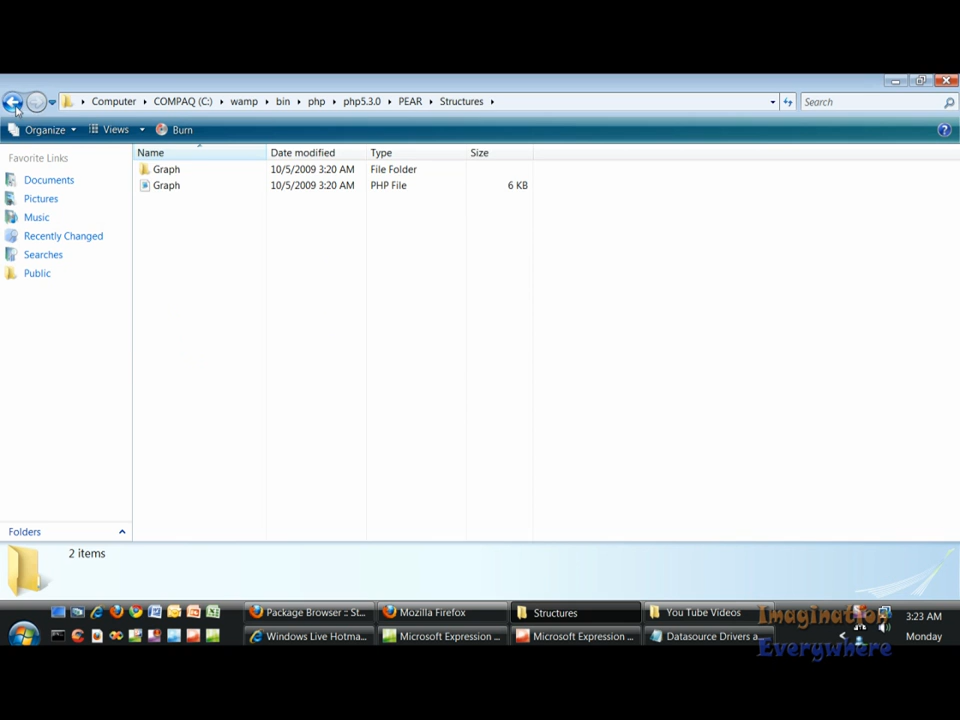 Computer COMPAQ (C:) wamp bin php php5.3.0 PEAR Structures Search
Organize Views Burn
Favorite Links
Documents
Pictures
Music
Recently Changed
Searches
Public
Folders
Name Date modified Type Size
Graph 10/5/2009 3:20 AM File Folder
Graph 10/5/2009 3:20 AM PHP File 6 KB
2 items
Package Browser :: St... Mozilla Firefox Structures You Tube Videos 3:23 AM
Windows Live Hotma... Microsoft Expression ... Microsoft Expression ... Datasource Drivers a... Monday
Imagination
Everywhere